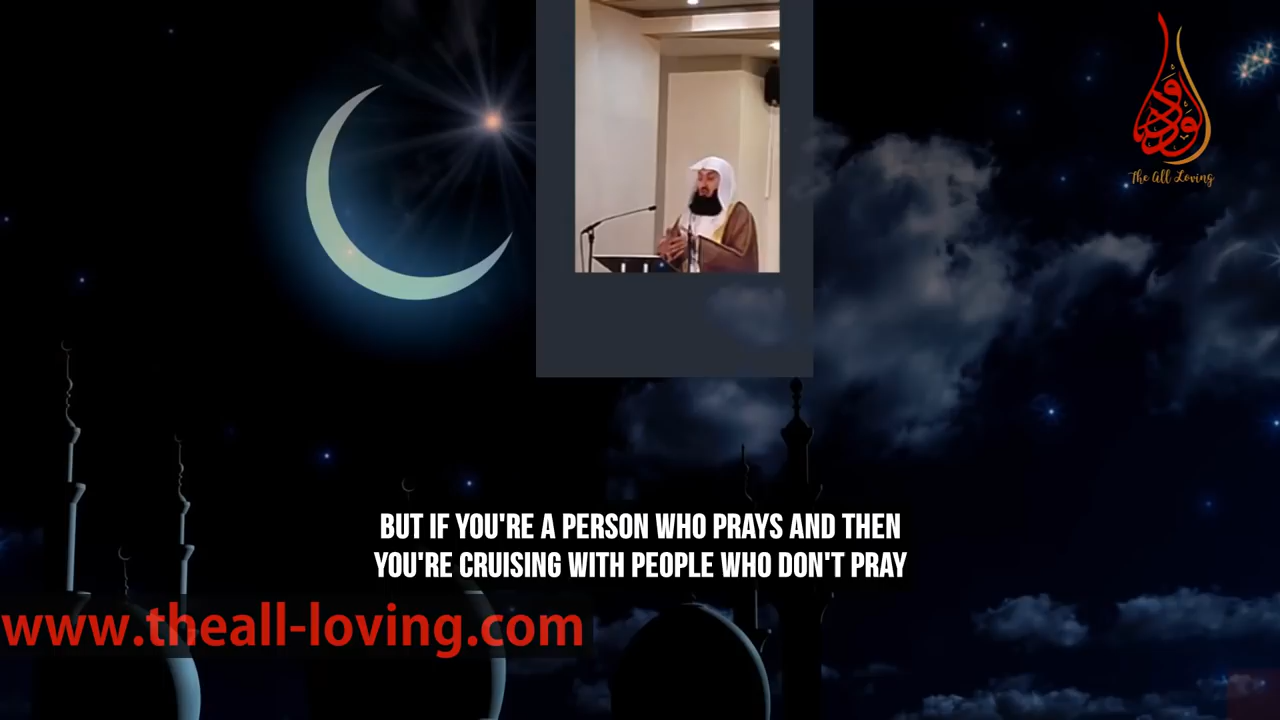 الودود
The All Loving
BUT IF YOU'RE A PERSON WHO PRAYS AND THEN
YOU'RE CRUISING WITH PEOPLE WHO DON'T PRAY
www.theall-loving.com